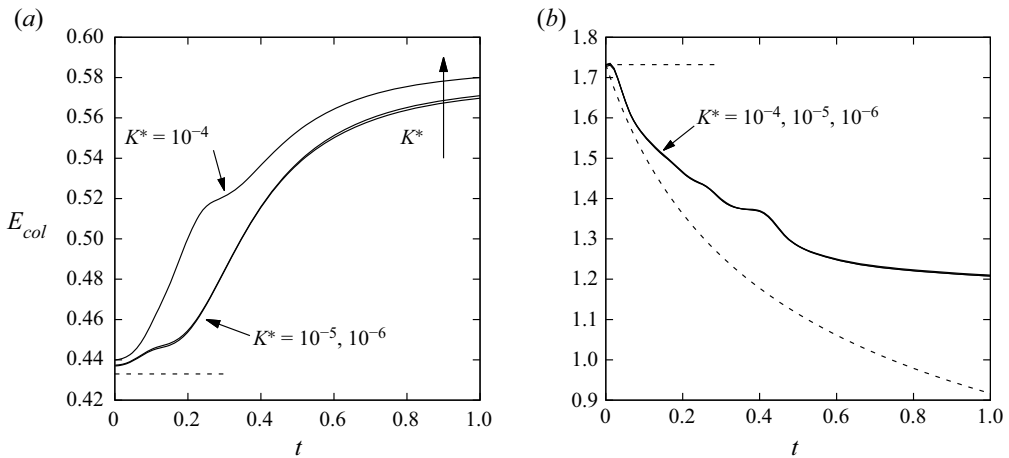 (a)
(b)
0.60
0.58
0.56
0.54
0.52
0.50
0.48
0.46
0.44
0.42
E_col
K* = 10⁻⁴
K*
K* = 10⁻⁵, 10⁻⁶
0 0.2 0.4 0.6 0.8 1.0
t
1.8
1.7
1.6
1.5
1.4
1.3
1.2
1.1
1.0
0.9
K* = 10⁻⁴, 10⁻⁵, 10⁻⁶
0 0.2 0.4 0.6 0.8 1.0
t